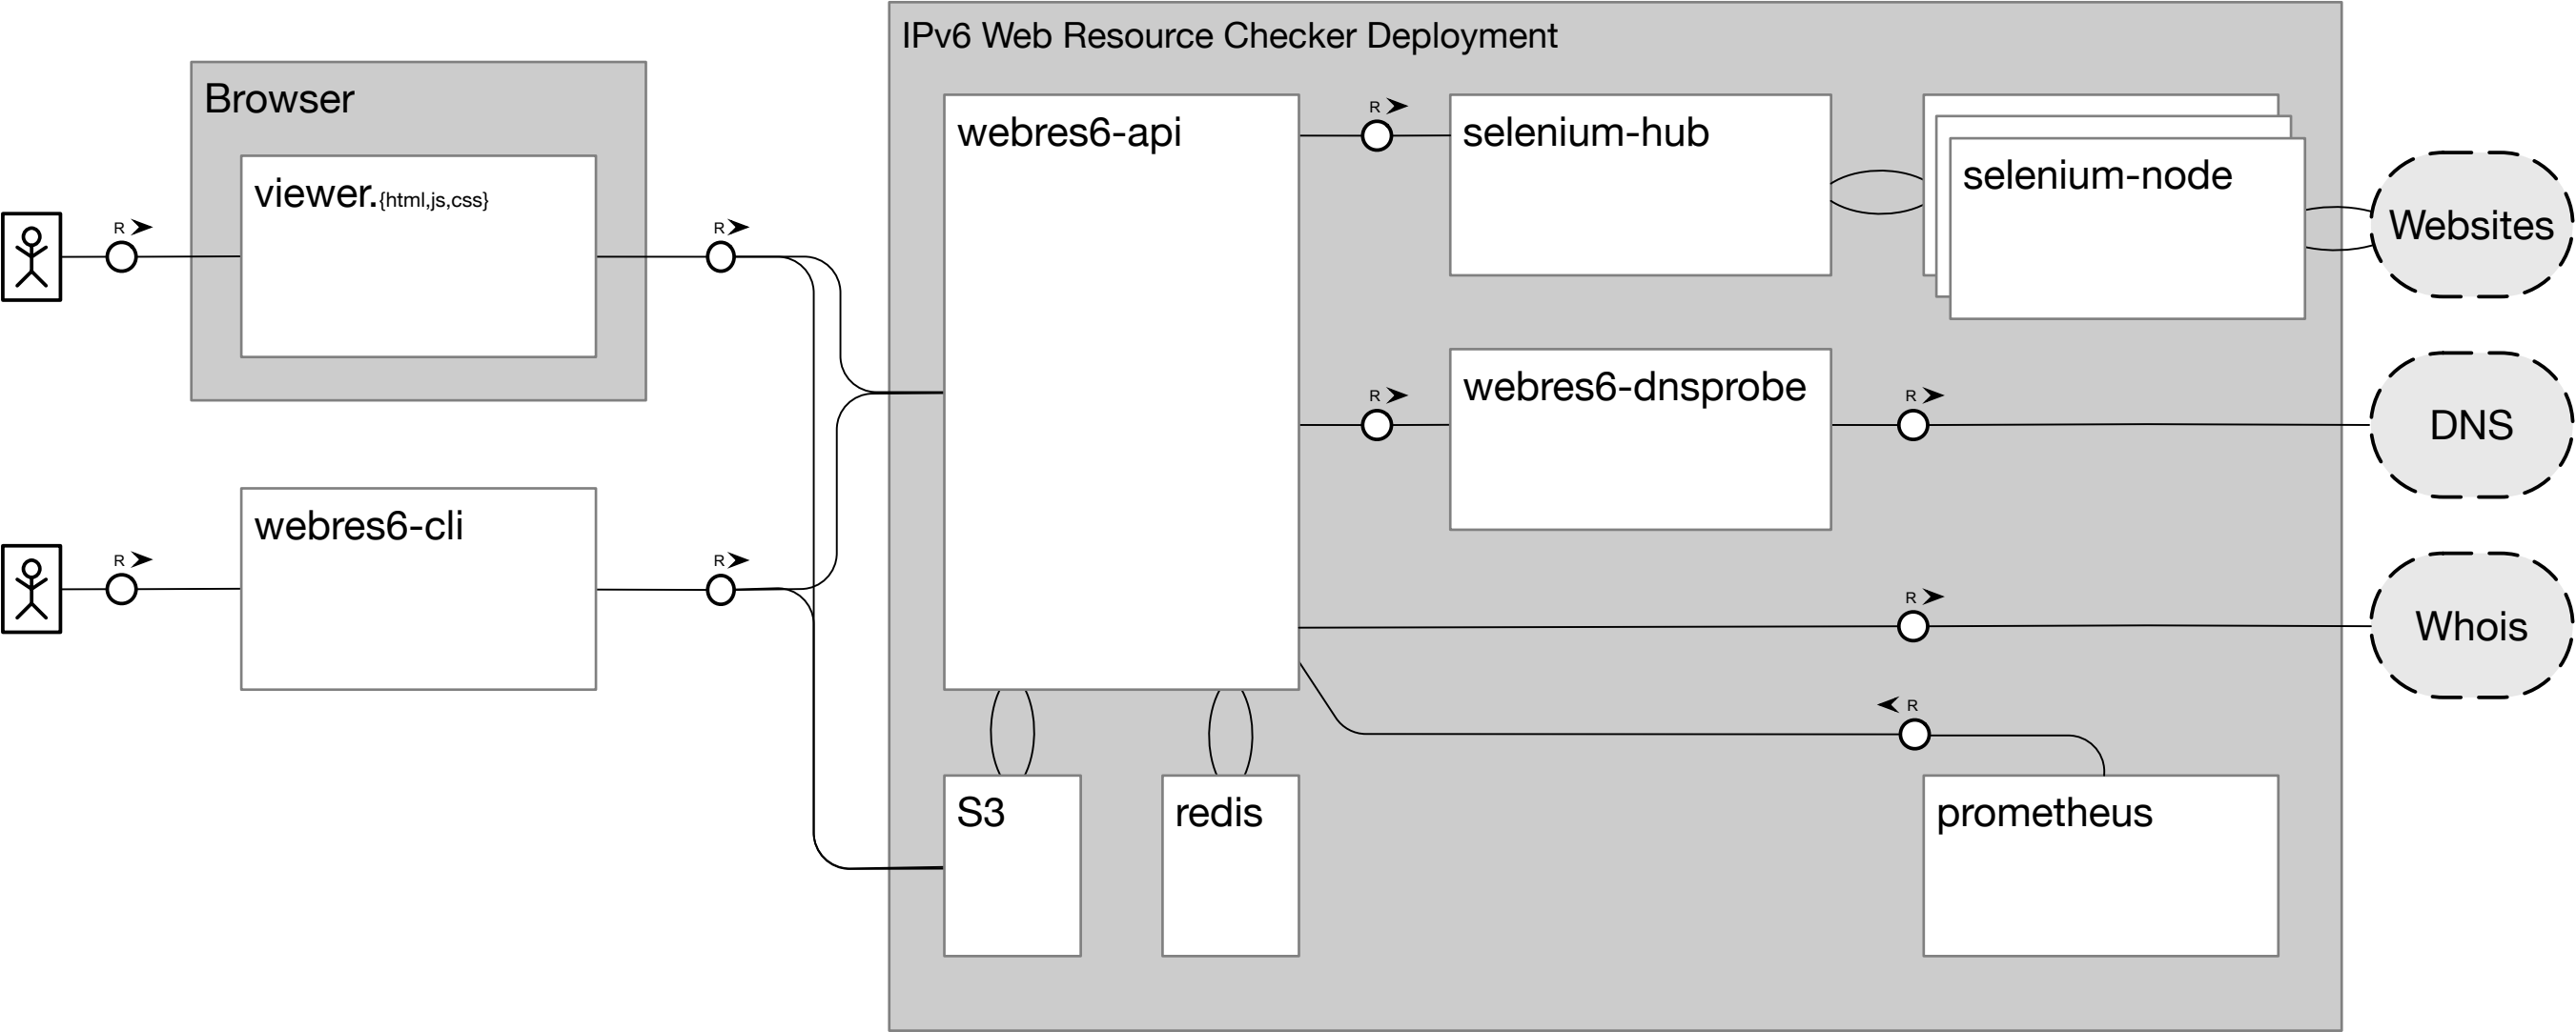 IPv6 Web Resource Checker Deployment
Browser
viewer.{html,js,css}
R
R
webres6-cli
R
R
webres6-api
R
selenium-hub
selenium-node
Websites
R
webres6-dnsprobe
R
DNS
R
Whois
R
S3
redis
prometheus